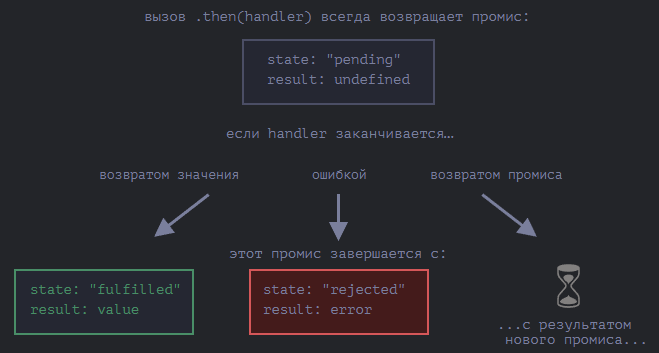 вызов .then(handler) всегда возвращает промис:
state: "pending"
result: undefined
если handler заканчивается…
возвратом значения
ошибкой
возвратом промиса
этот промис завершается с:
state: "fulfilled"
result: value
state: "rejected"
result: error
...с результатом
нового промиса...